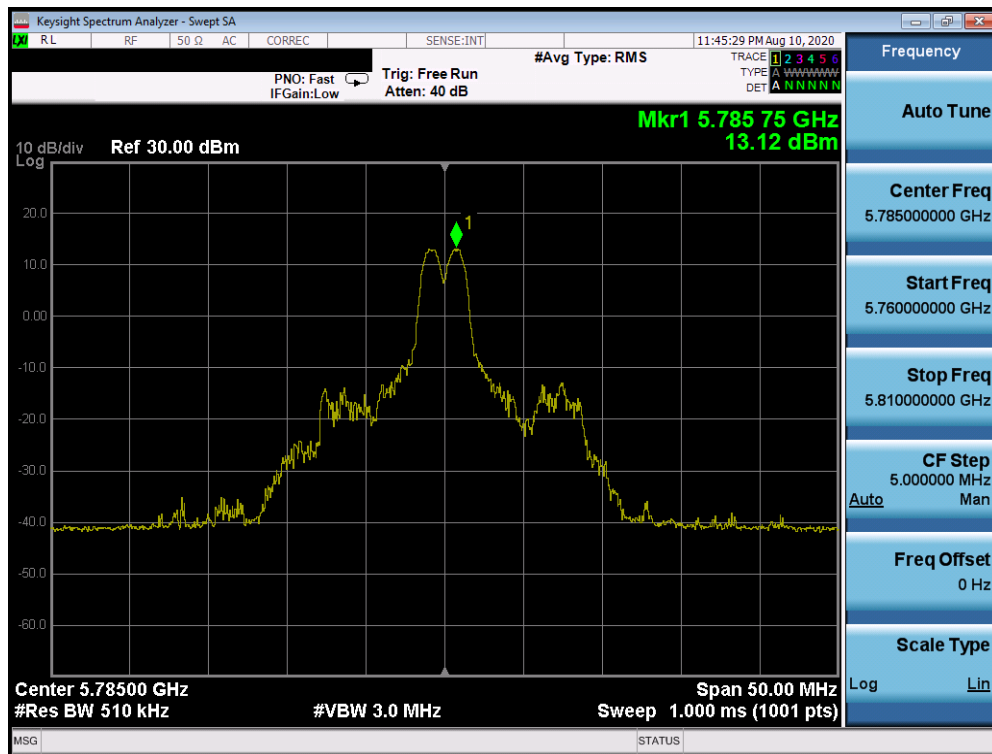 Keysight Spectrum Analyzer - Swept SA
LXI RL RF 50 Ω AC CORREC SENSE:INT 11:45:29 PM Aug 10, 2020
#Avg Type: RMS
PNO: Fast Trig: Free Run
IFGain:Low Atten: 40 dB
TRACE 1 2 3 4 5 6
TYPE A WWWWW
DET A N N N N N
Mkr1 5.785 75 GHz
13.12 dBm
10 dB/div Ref 30.00 dBm
Log
1
20.0
10.0
0.00
-10.0
-20.0
-30.0
-40.0
-50.0
-60.0
Center 5.78500 GHz Span 50.00 MHz
#Res BW 510 kHz #VBW 3.0 MHz Sweep 1.000 ms (1001 pts)
MSG STATUS
Frequency
Auto Tune
Center Freq
5.785000000 GHz
Start Freq
5.760000000 GHz
Stop Freq
5.810000000 GHz
CF Step
5.000000 MHz
Auto Man
Freq Offset
0 Hz
Scale Type
Log Lin